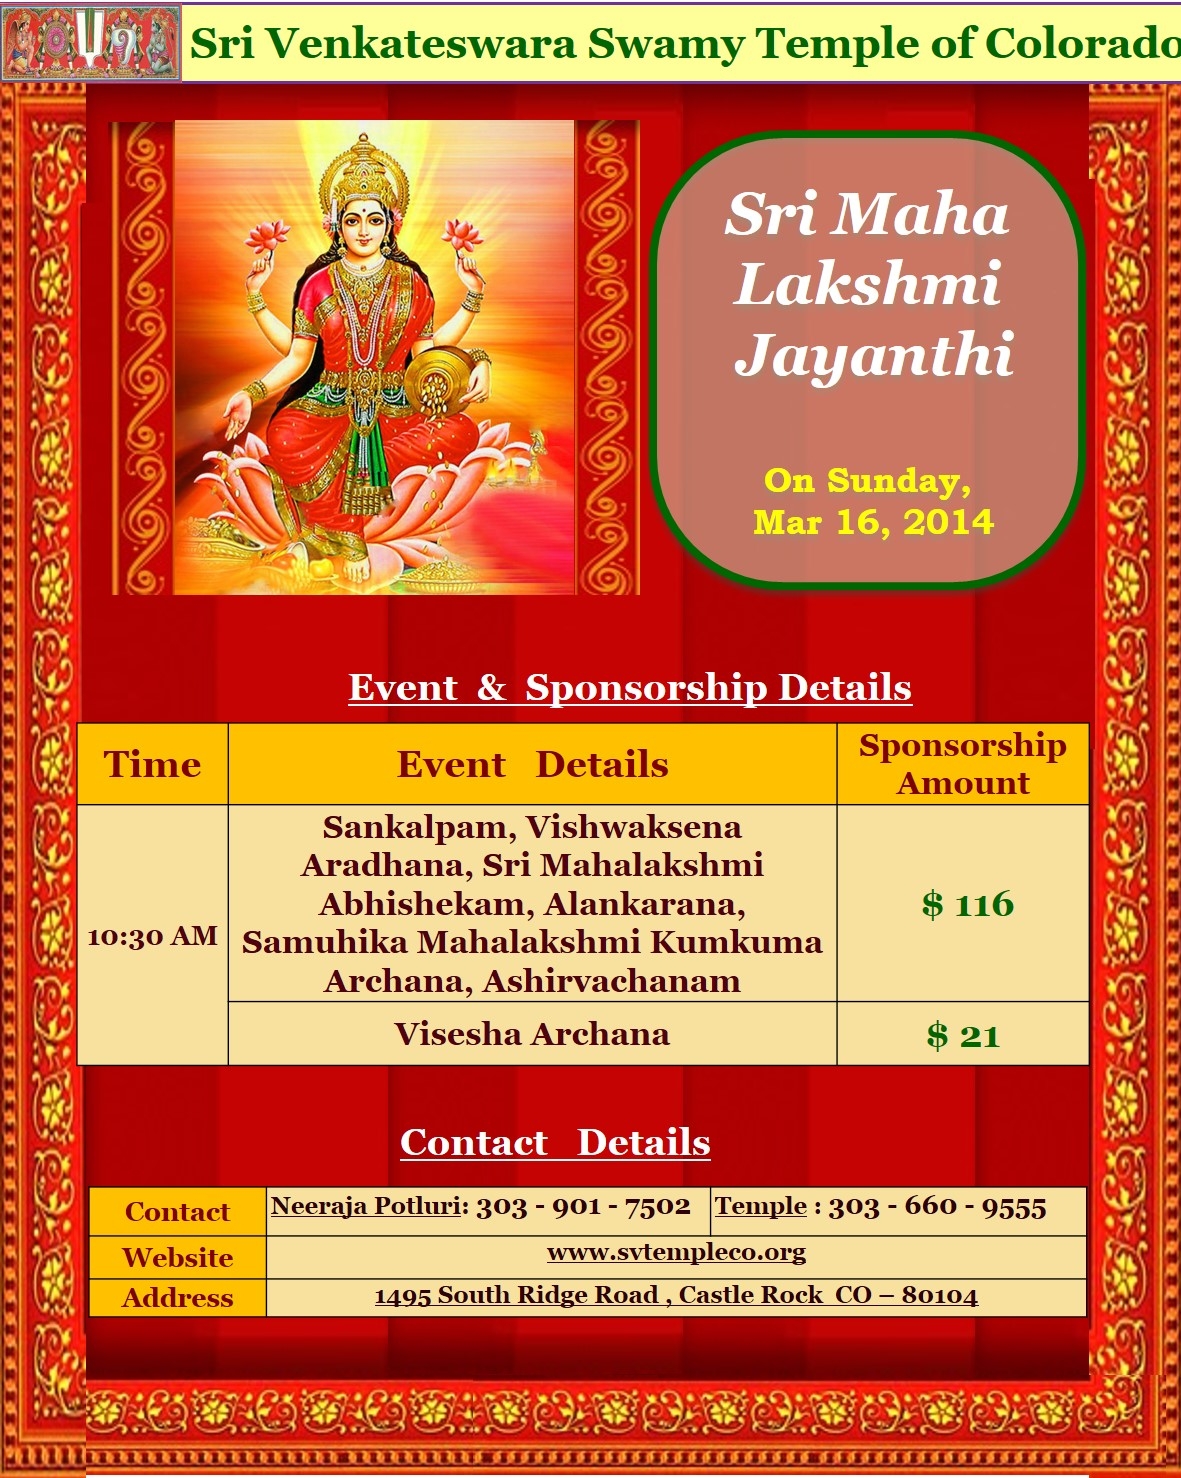 Sri Venkateswara Swamy Temple of Colorado
Sri Maha
Lakshmi
Jayanthi
On Sunday,
Mar 16, 2014
Event & Sponsorship Details
Time
Event Details
Sponsorship
Amount
10:30 AM
Sankalpam, Vishwaksena
Aradhana, Sri Mahalakshmi
Abhishekam, Alankarana,
Samuhika Mahalakshmi Kumkuma
Archana, Ashirvachanam
$ 116
Visesha Archana
$ 21
Contact Details
Contact
Neeraja Potluri: 303 - 901 - 7502
Temple : 303 - 660 - 9555
Website
www.svtempleco.org
Address
1495 South Ridge Road , Castle Rock CO – 80104